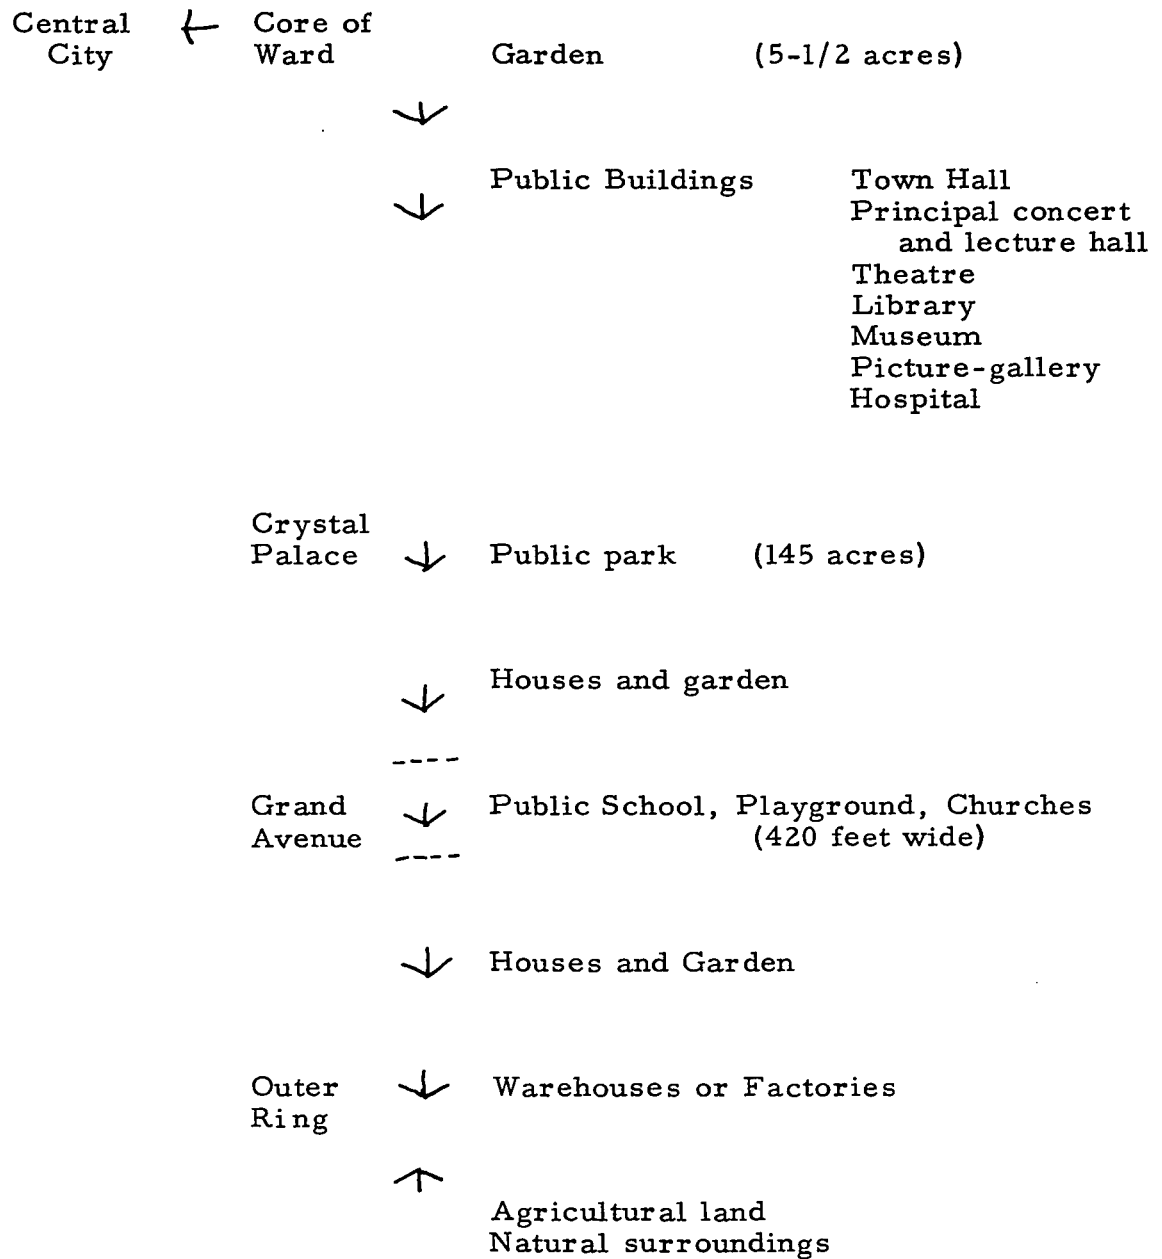 Central ← Core of
City Ward Garden (5-1/2 acres)
Public Buildings Town Hall
Principal concert
and lecture hall
Theatre
Library
Museum
Picture-gallery
Hospital
Crystal
Palace Public park (145 acres)
Houses and garden
----
Grand Public School, Playground, Churches
Avenue (420 feet wide)
----
Houses and Garden
Outer Warehouses or Factories
Ring
Agricultural land
Natural surroundings